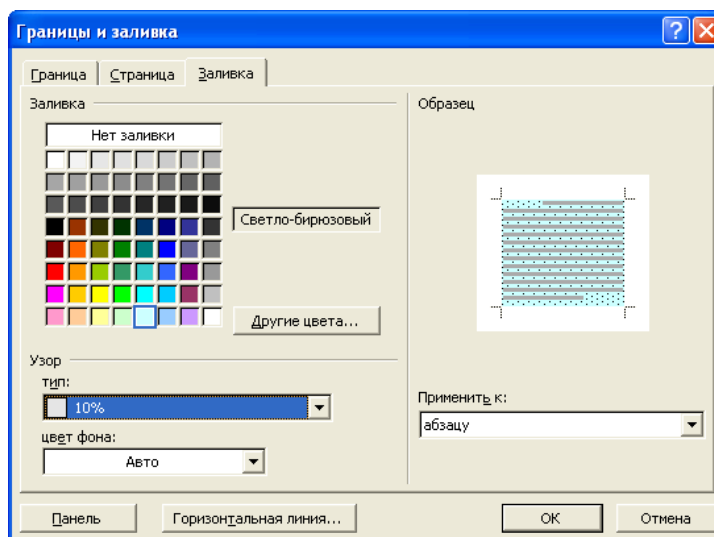 Границы и заливка
Граница
Страница
Заливка
Заливка
Нет заливки
Светло-бирюзовый
Другие цвета...
Узор
тип:
10%
цвет фона:
Авто
Образец
Применить к:
абзацу
Панель
Горизонтальная линия...
ОК
Отмена